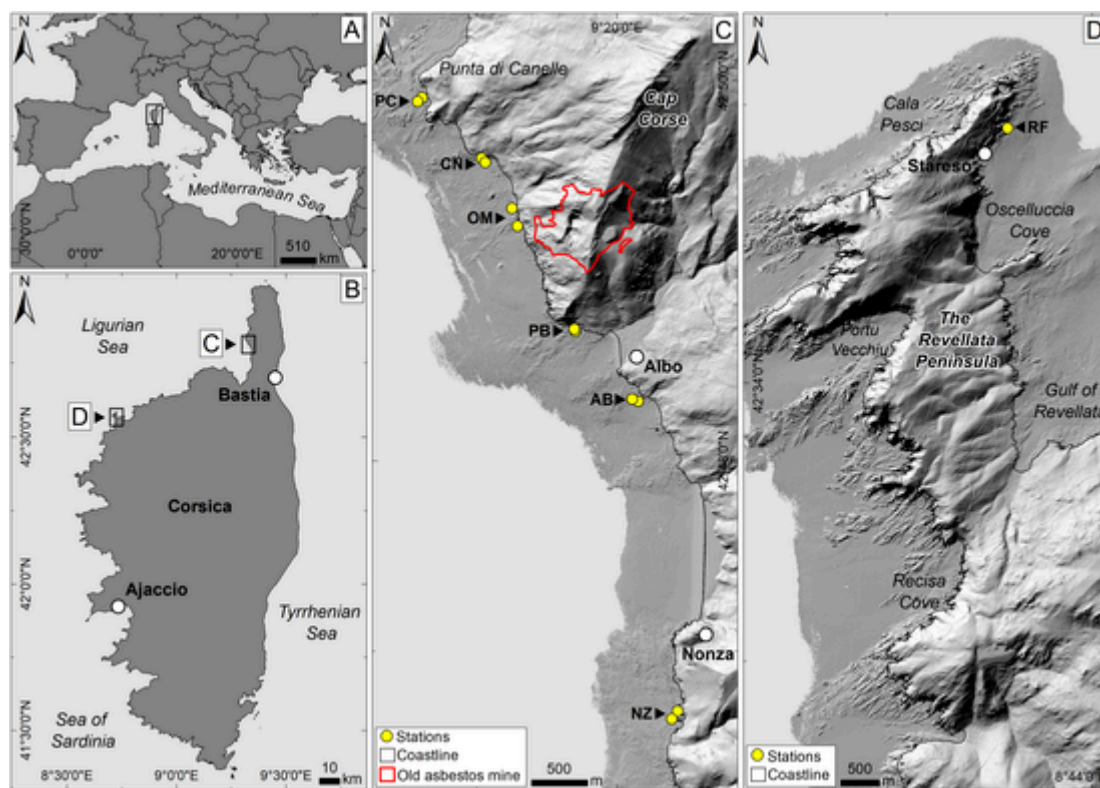 N
A
Mediterranean Sea
30°0'0"N
0°0'0"
20°0'0"E
510
km
N
B
Ligurian
Sea
C
Bastia
D
42°30'0"N
Corsica
42°0'0"N
Ajaccio
Tyrrhenian
Sea
Sea of
Sardinia
41°30'0"N
8°30'0"E
9°0'0"E
9°30'0"E
10
km
N
9°20'0"E
C
Punta di Canelle
PC
Cap
Corse
CN
OM
PB
Albo
AB
Nonza
NZ
Stations
Coastline
Old asbestos mine
500
m
N
D
Cala
Pesci
RF
Stareso
Oscelluccia
Cove
The
Revellata
Peninsula
Portu
Vecchiu
42°34'0"N
Gulf of
Revellata
Recisa
Cove
Stations
Coastline
500
m
8°44'0"E